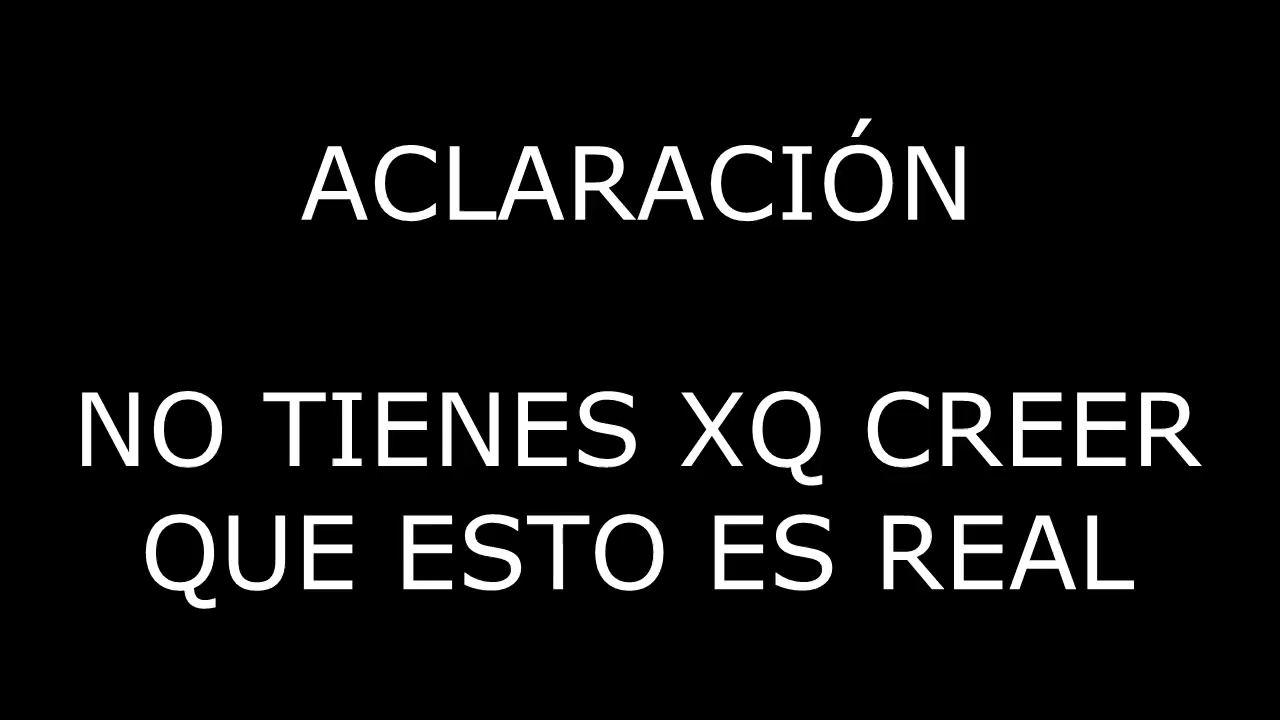 ACLARACIÓN
NO TIENES XQ CREER
QUE ESTO ES REAL